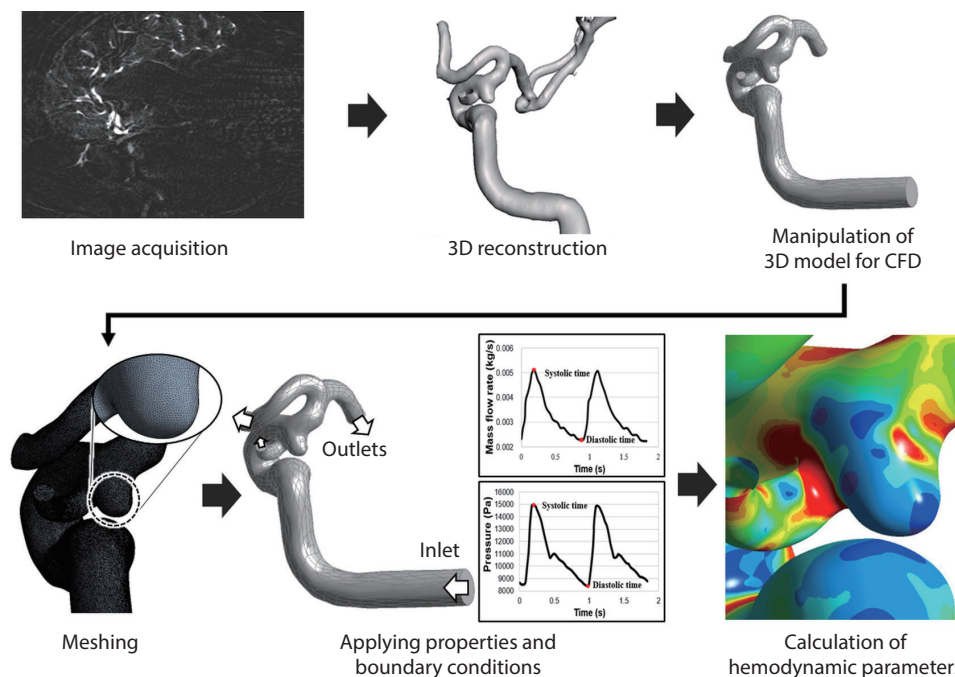 Image acquisition
3D reconstruction
Manipulation of
3D model for CFD
Outlets
Inlet
Mass flow rate (kg/s)
0.006
0.005
0.004
0.003
0.002
Systolic time
Diastolic time
0
0.5
1
1.5
2
Time (s)
Pressure (Pa)
16000
15000
14000
13000
12000
11000
10000
9000
8000
Systolic time
Diastolic time
0
0.5
1
1.5
2
Time (s)
Meshing
Applying properties and
boundary conditions
Calculation of
hemodynamic parameter